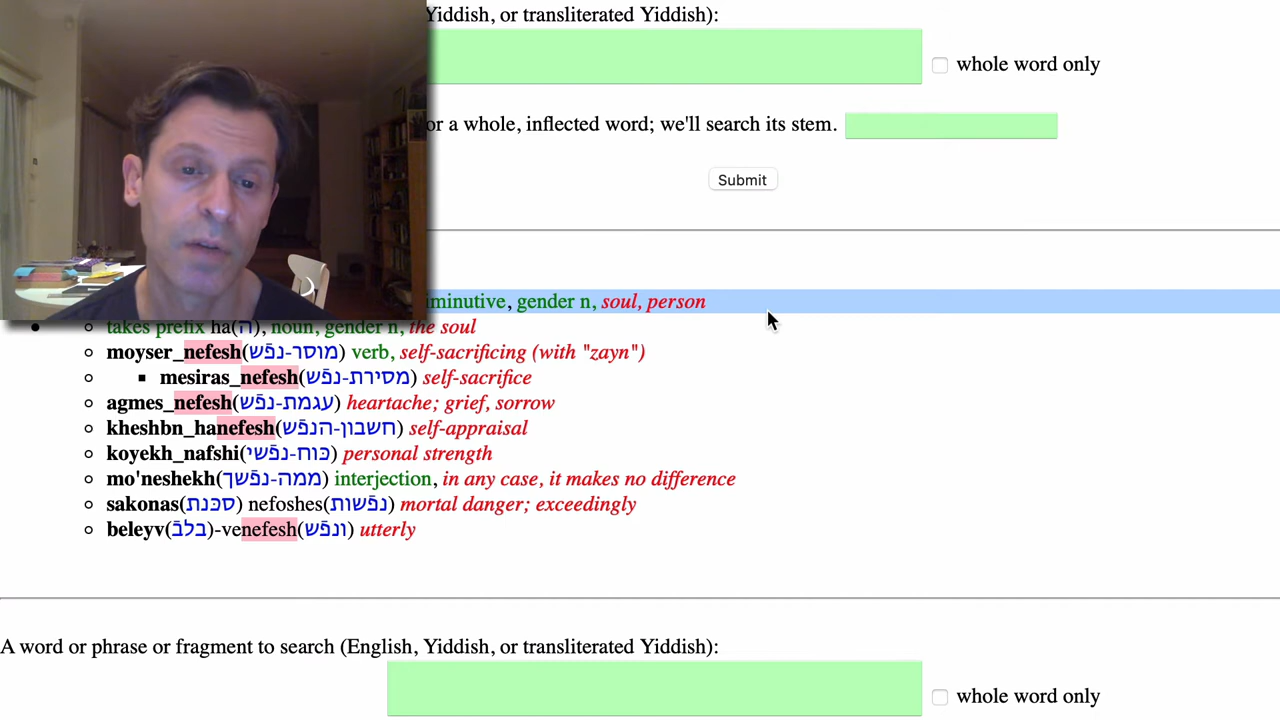 Yiddish, or transliterated Yiddish):
whole word only
or a whole, inflected word; we'll search its stem.
Submit
iminutive, gender n, soul, person
takes prefix ha(ה), noun, gender n, the soul
moyser_nefesh(מוסר-נפֿש) verb, self-sacrificing (with "zayn")
mesiras_nefesh(מסירת-נפֿש) self-sacrifice
agmes_nefesh(עגמת-נפֿש) heartache; grief, sorrow
kheshbn_hanefesh(חשבון-הנפֿש) self-appraisal
koyekh_nafshi(כּוח-נפֿשי) personal strength
mo'neshekh(ממה-נפֿשך) interjection, in any case, it makes no difference
sakonas(סכּנת) nefoshes(נפֿשות) mortal danger; exceedingly
beleyv(בלבֿ)-venefesh(ונפֿש) utterly
A word or phrase or fragment to search (English, Yiddish, or transliterated Yiddish):
whole word only